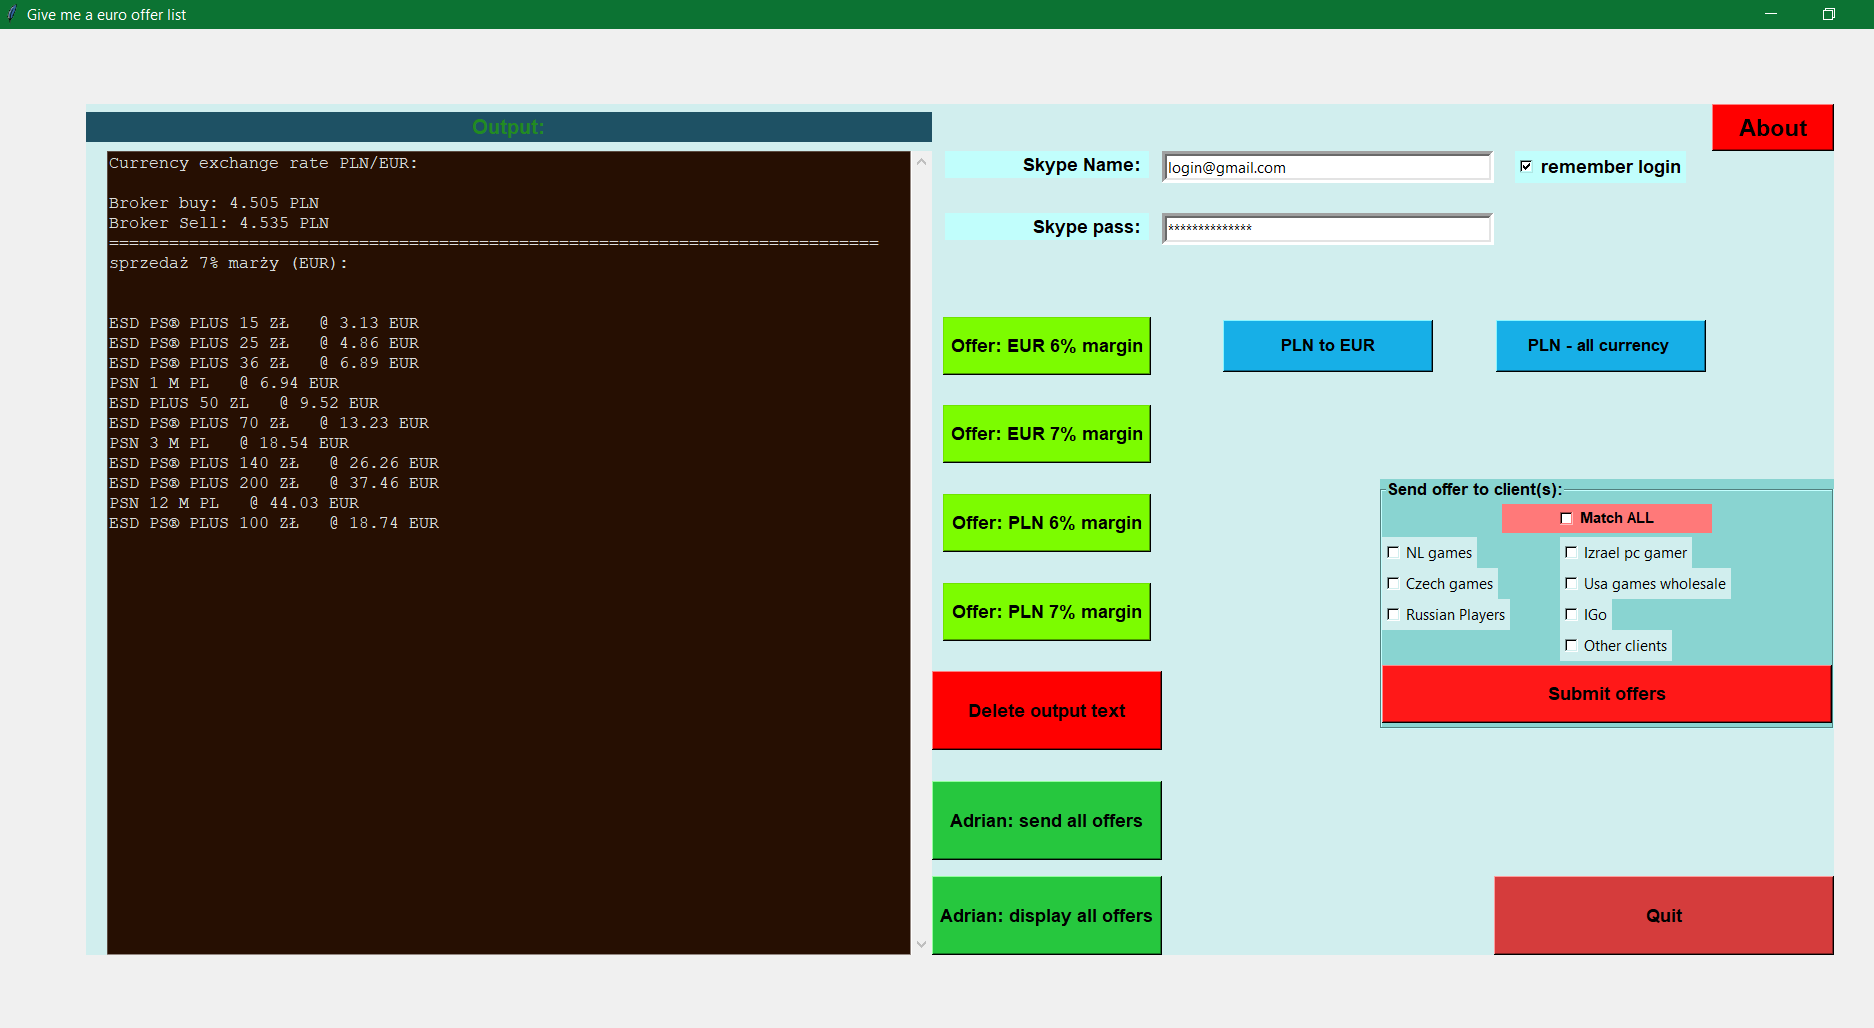 Give me a euro offer list
Output:
About
Currency exchange rate PLN/EUR:
Broker buy: 4.505 PLN
Broker Sell: 4.535 PLN
=============================================================================
sprzedaż 7% marży (EUR):
ESD PS® PLUS 15 ZŁ @ 3.13 EUR
ESD PS® PLUS 25 ZŁ @ 4.86 EUR
ESD PS® PLUS 36 ZŁ @ 6.89 EUR
PSN 1 M PL @ 6.94 EUR
ESD PLUS 50 ZL @ 9.52 EUR
ESD PS® PLUS 70 ZŁ @ 13.23 EUR
PSN 3 M PL @ 18.54 EUR
ESD PS® PLUS 140 ZŁ @ 26.26 EUR
ESD PS® PLUS 200 ZŁ @ 37.46 EUR
PSN 12 M PL @ 44.03 EUR
ESD PS® PLUS 100 ZŁ @ 18.74 EUR
Skype Name: login@gmail.com remember login
Skype pass: **************
Offer: EUR 6% margin
PLN to EUR
PLN - all currency
Offer: EUR 7% margin
Offer: PLN 6% margin
Offer: PLN 7% margin
Delete output text
Adrian: send all offers
Adrian: display all offers
Send offer to client(s):
Match ALL
NL games
Izrael pc gamer
Czech games
Usa games wholesale
Russian Players
IGo
Other clients
Submit offers
Quit